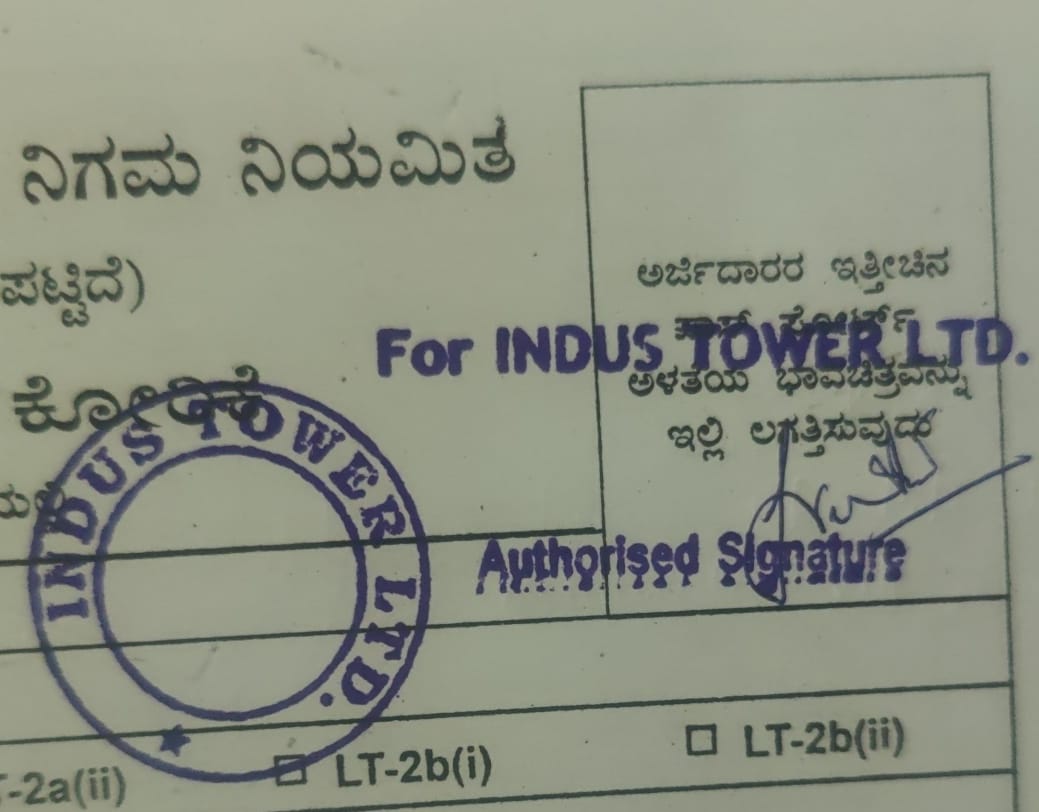 ನಿಗಮ ನಿಯಮಿತ
ಅರ್ಜಿದಾರರ ಇತ್ತೀಚಿನ
ಪಟ್ಟಿದೆ)
For INDUS TOWER LTD.
ಅಳತೆಯ ಭಾವಚಿತ್ರವನ್ನು
ಕೋರಿಕೆ
ಇಲ್ಲಿ ಲಗತ್ತಿಸುವುದು
INDUS TOWER LTD.
Authorised Signature
LT-2b(i)
LT-2b(ii)
-2a(ii)